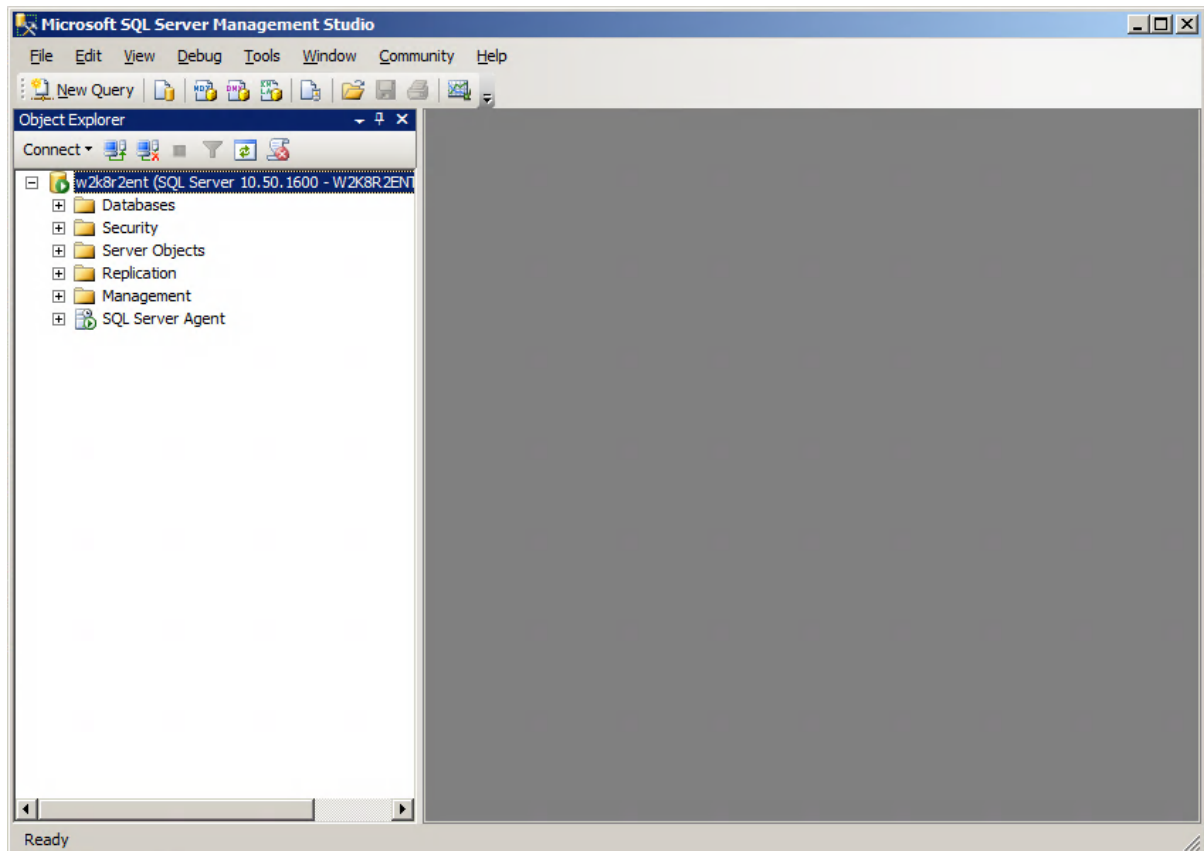 Microsoft SQL Server Management Studio
File Edit View Debug Tools Window Community Help
New Query
Object Explorer
Connect
w2k8r2ent (SQL Server 10.50.1600 - W2K8R2ENT
Databases
Security
Server Objects
Replication
Management
SQL Server Agent
Ready